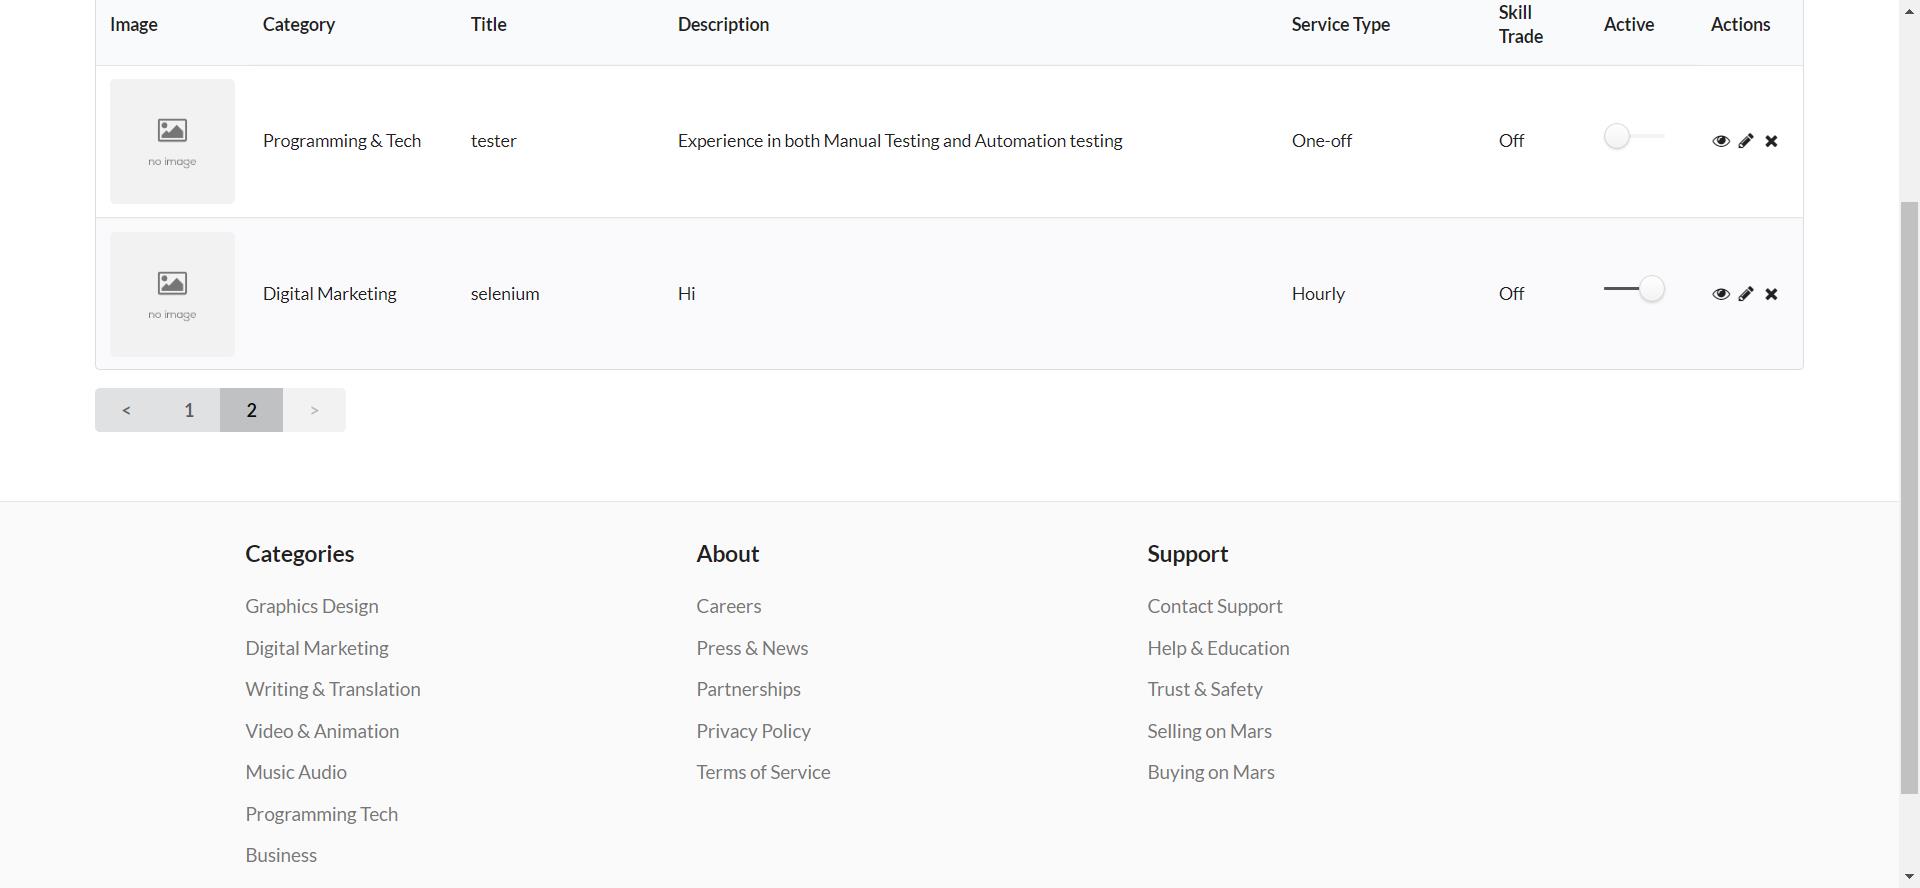 Image Category Title Description Service Type Skill Trade Active Actions
no image Programming & Tech tester Experience in both Manual Testing and Automation testing One-off Off
no image Digital Marketing selenium Hi Hourly Off
< 1 2 >
Categories
Graphics Design
Digital Marketing
Writing & Translation
Video & Animation
Music Audio
Programming Tech
Business
About
Careers
Press & News
Partnerships
Privacy Policy
Terms of Service
Support
Contact Support
Help & Education
Trust & Safety
Selling on Mars
Buying on Mars